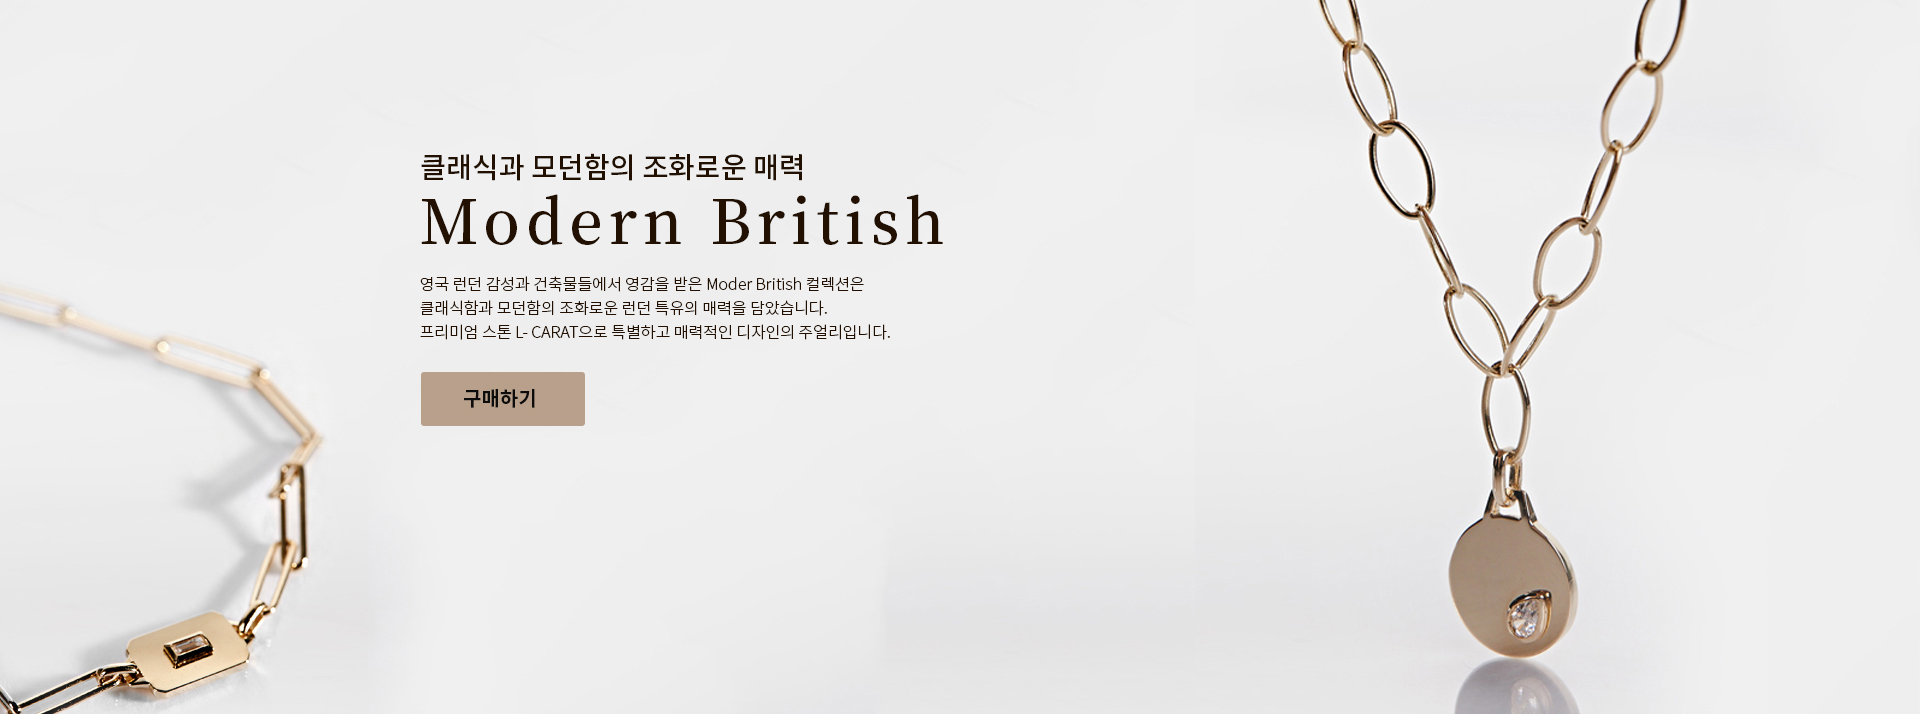 클래식과 모던함의 조화로운 매력
Modern British
영국 런던 감성과 건축물들에서 영감을 받은 Moder British 컬렉션은
클래식함과 모던함의 조화로운 런던 특유의 매력을 담았습니다.
프리미엄 스톤 L- CARAT으로 특별하고 매력적인 디자인의 주얼리입니다.
구매하기